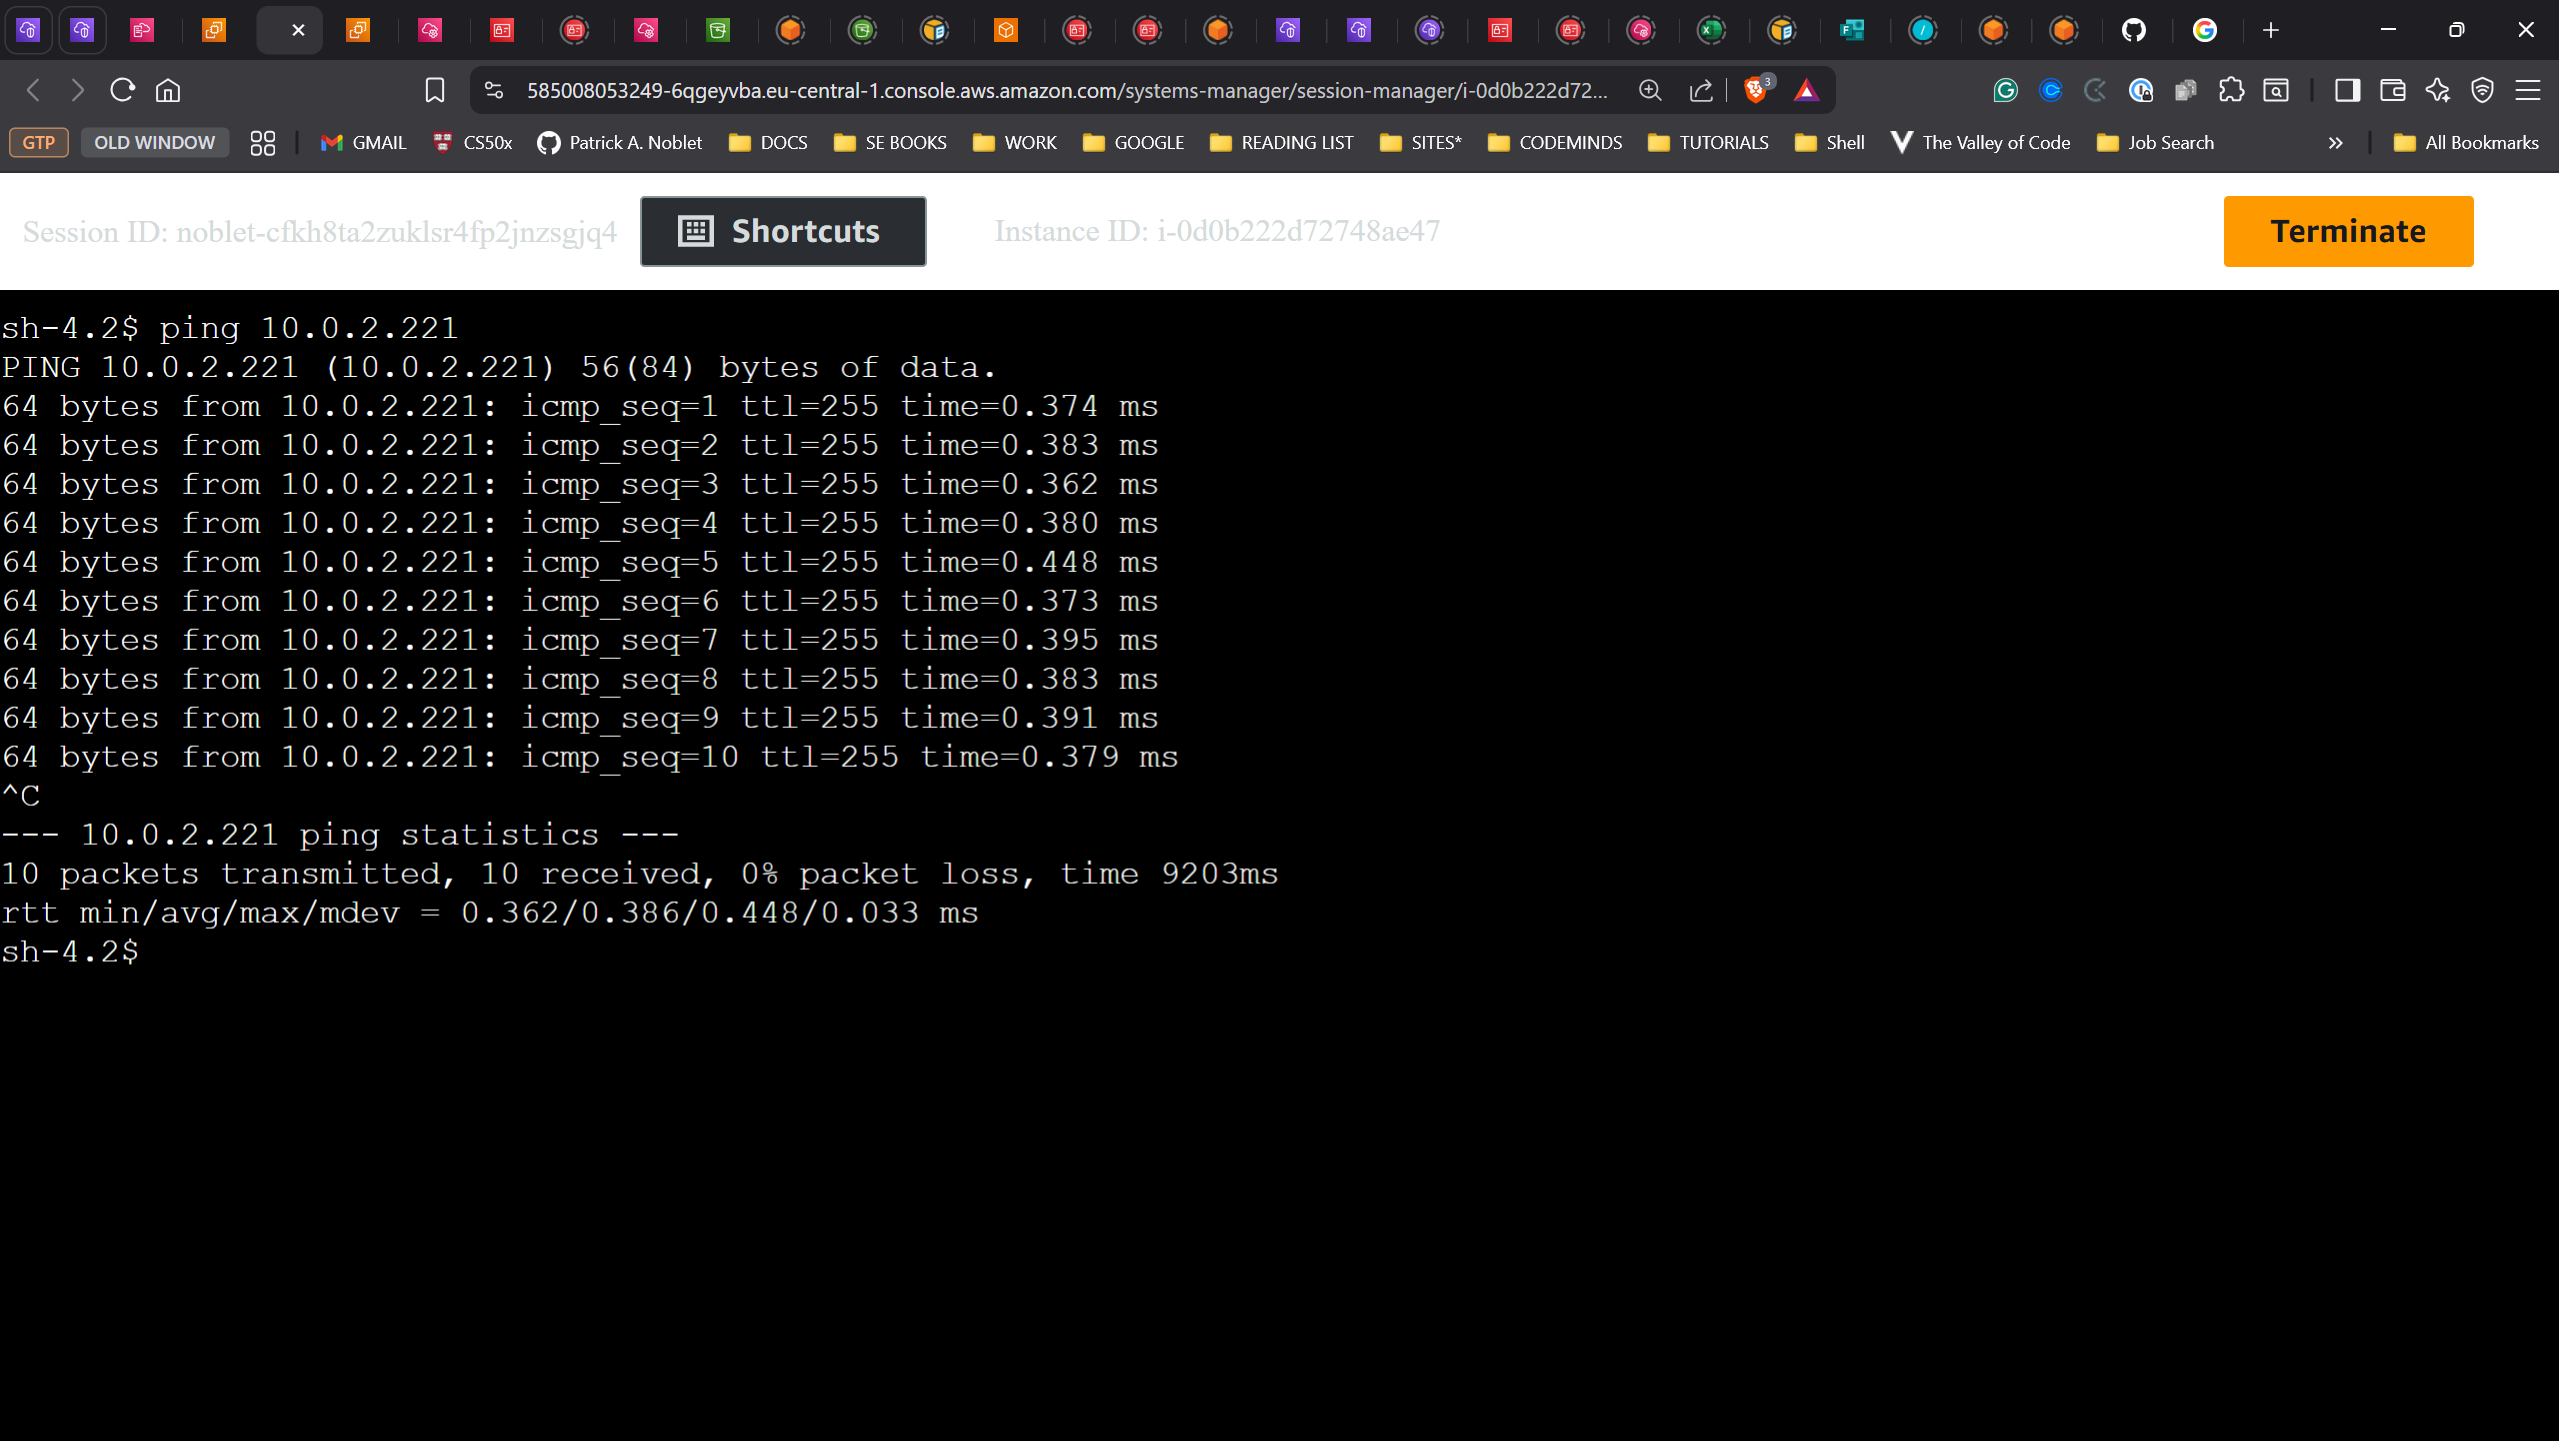 585008053249-6qgeyvba.eu-central-1.console.aws.amazon.com/systems-manager/session-manager/i-0d0b222d72...
3
GTP
OLD WINDOW
GMAIL
CS50x
Patrick A. Noblet
DOCS
SE BOOKS
WORK
GOOGLE
READING LIST
SITES*
CODEMINDS
TUTORIALS
Shell
The Valley of Code
Job Search
All Bookmarks
Session ID: noblet-cfkh8ta2zuklsr4fp2jnzsgjq4
Shortcuts
Instance ID: i-0d0b222d72748ae47
Terminate
sh-4.2$ ping 10.0.2.221
PING 10.0.2.221 (10.0.2.221) 56(84) bytes of data.
64 bytes from 10.0.2.221: icmp_seq=1 ttl=255 time=0.374 ms
64 bytes from 10.0.2.221: icmp_seq=2 ttl=255 time=0.383 ms
64 bytes from 10.0.2.221: icmp_seq=3 ttl=255 time=0.362 ms
64 bytes from 10.0.2.221: icmp_seq=4 ttl=255 time=0.380 ms
64 bytes from 10.0.2.221: icmp_seq=5 ttl=255 time=0.448 ms
64 bytes from 10.0.2.221: icmp_seq=6 ttl=255 time=0.373 ms
64 bytes from 10.0.2.221: icmp_seq=7 ttl=255 time=0.395 ms
64 bytes from 10.0.2.221: icmp_seq=8 ttl=255 time=0.383 ms
64 bytes from 10.0.2.221: icmp_seq=9 ttl=255 time=0.391 ms
64 bytes from 10.0.2.221: icmp_seq=10 ttl=255 time=0.379 ms
^C
--- 10.0.2.221 ping statistics ---
10 packets transmitted, 10 received, 0% packet loss, time 9203ms
rtt min/avg/max/mdev = 0.362/0.386/0.448/0.033 ms
sh-4.2$